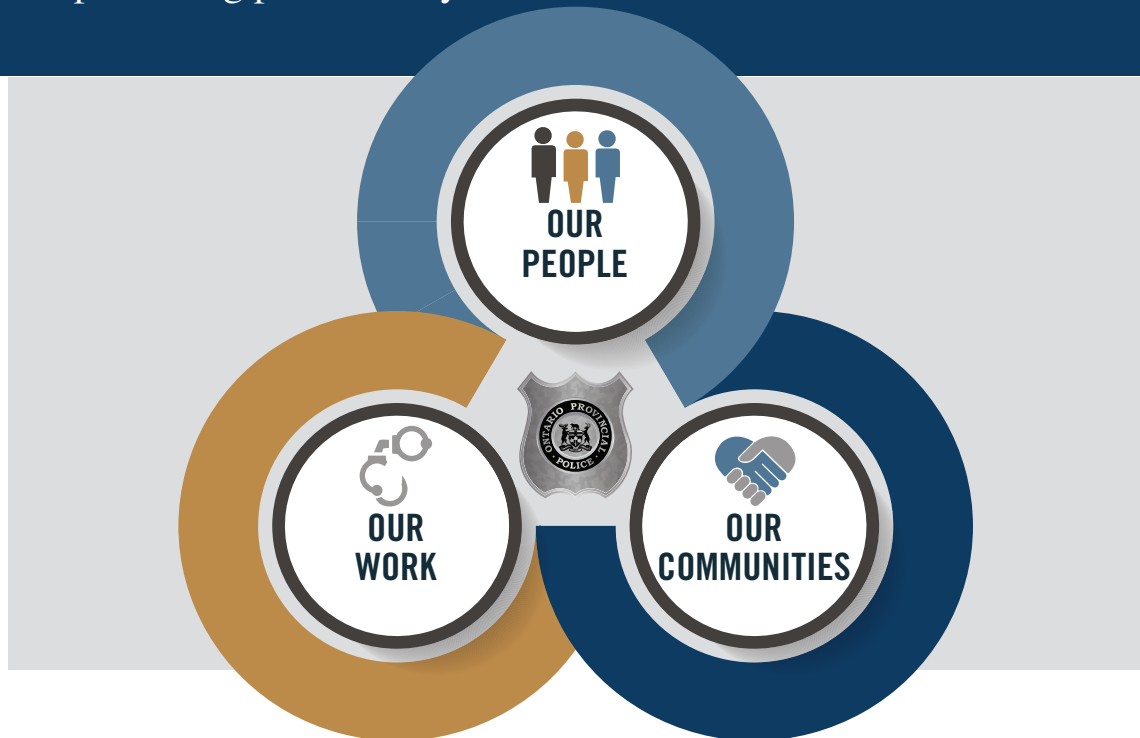 OUR
PEOPLE
ONTARIO PROVINCIAL
· POLICE ·
OUR
WORK
OUR
COMMUNITIES